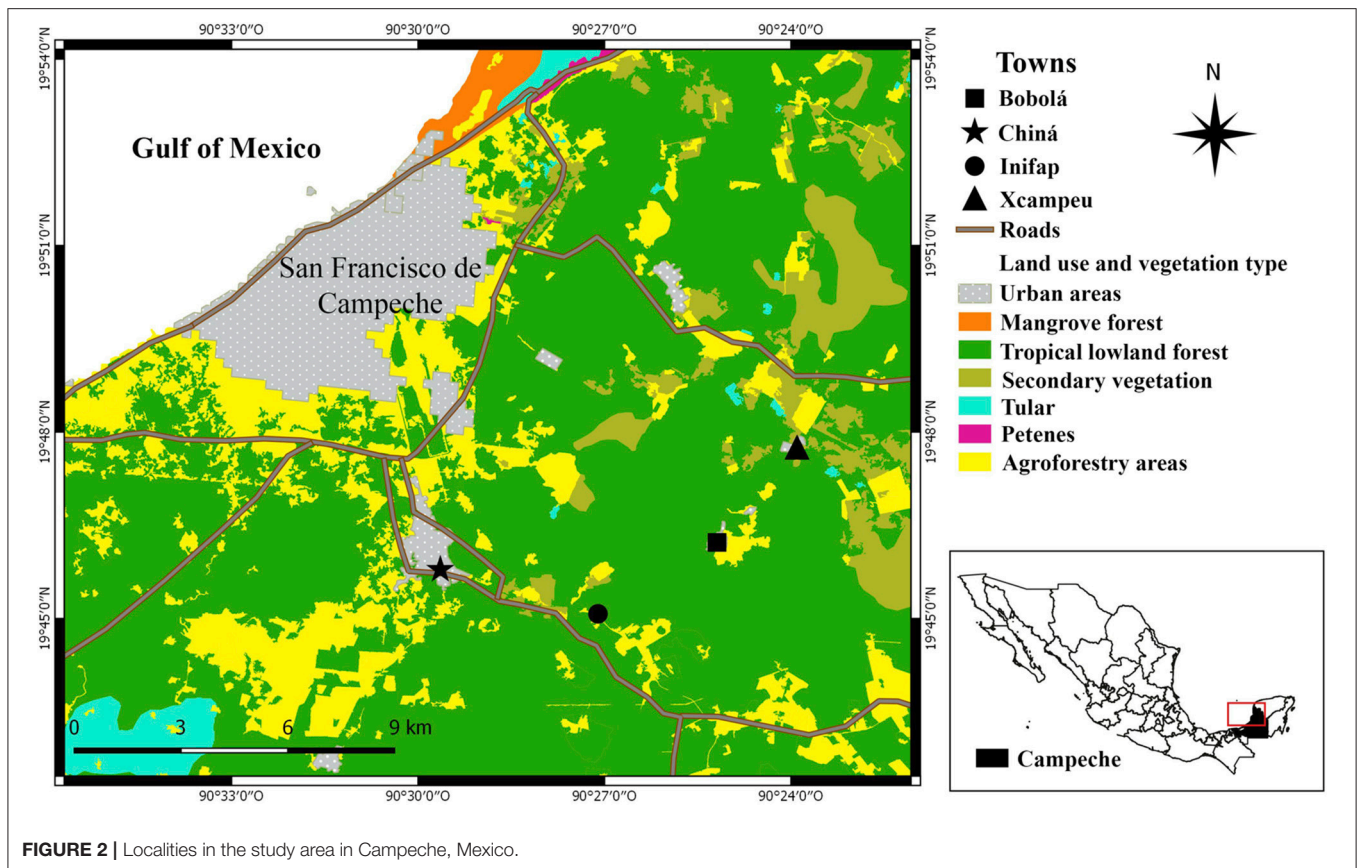 90°33′0″O
90°30′0″O
90°27′0″O
90°24′0″O
19°54′0″N
19°51′0″N
19°48′0″N
19°45′0″N
Gulf of Mexico
San Francisco de
Campeche
0 3 6 9 km
19°54′0″N
19°51′0″N
19°48′0″N
19°45′0″N
90°33′0″O
90°30′0″O
90°27′0″O
90°24′0″O
Towns
Bobolá
Chiná
Inifap
Xcampeu
Roads
Land use and vegetation type
Urban areas
Mangrove forest
Tropical lowland forest
Secondary vegetation
Tular
Petenes
Agroforestry areas
N
Campeche
FIGURE 2 | Localities in the study area in Campeche, Mexico.